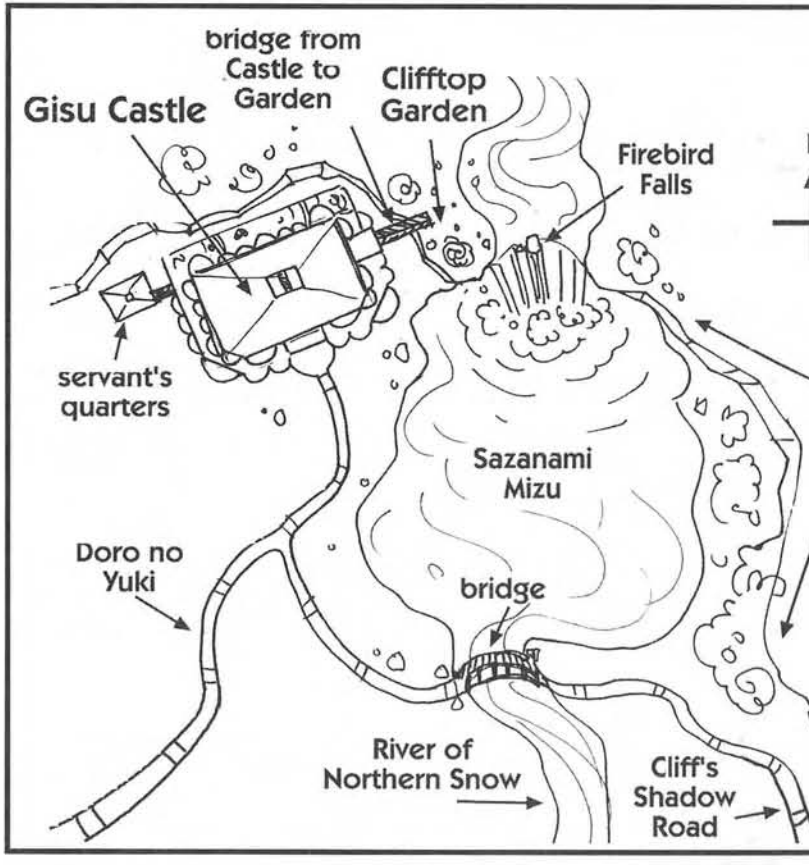 bridge from
Castle to
Garden
Gisu Castle
Clifftop
Garden
Firebird
Falls
servant's
quarters
Sazanami
Mizu
Doro no
Yuki
bridge
River of
Northern Snow
Cliff's
Shadow
Road